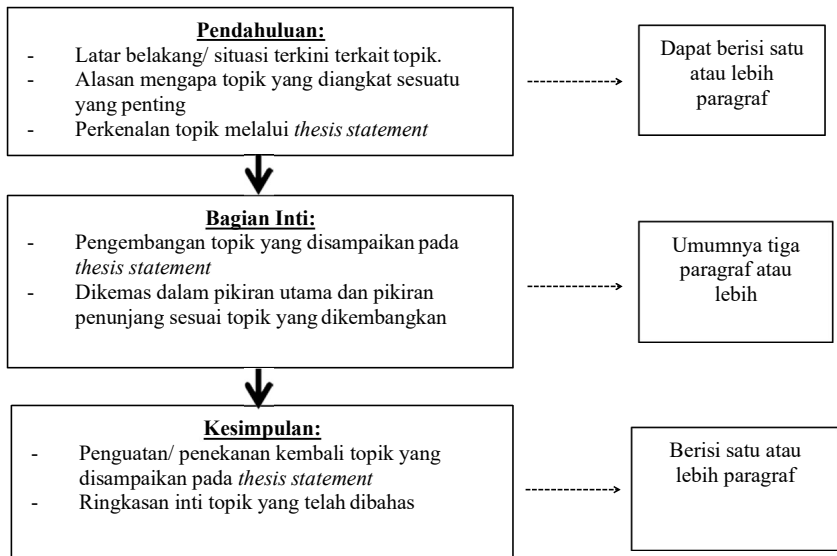 Pendahuluan:
- Latar belakang/ situasi terkini terkait topik.
- Alasan mengapa topik yang diangkat sesuatu
yang penting
- Perkenalan topik melalui thesis statement
Dapat berisi satu
atau lebih
paragraf
Bagian Inti:
- Pengembangan topik yang disampaikan pada
thesis statement
- Dikemas dalam pikiran utama dan pikiran
penunjang sesuai topik yang dikembangkan
Umumnya tiga
paragraf atau
lebih
Kesimpulan:
- Penguatan/ penekanan kembali topik yang
disampaikan pada thesis statement
- Ringkasan inti topik yang telah dibahas
Berisi satu atau
lebih paragraf